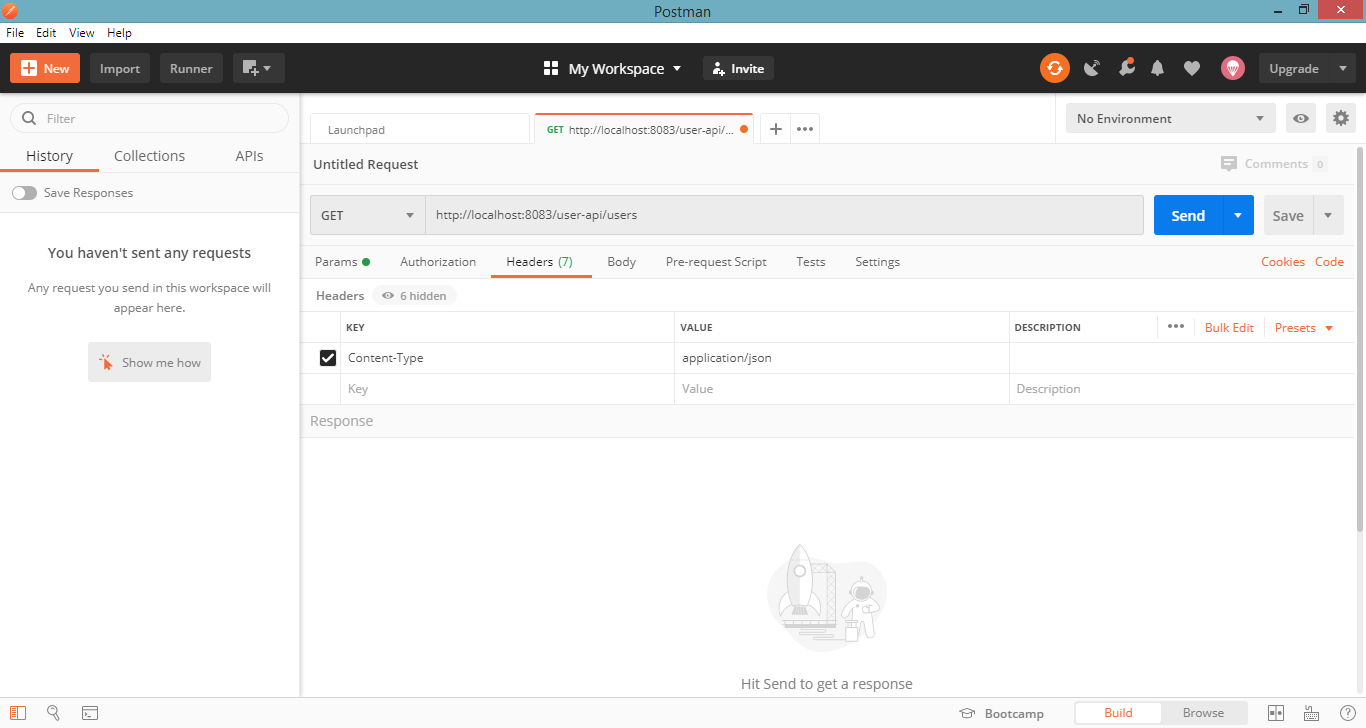 Postman
File Edit View Help
New Import Runner My Workspace Invite Upgrade
Filter
History Collections APIs
Save Responses
You haven't sent any requests
Any request you send in this workspace will
appear here.
Show me how
Launchpad
GET http://localhost:8083/user-api/...
No Environment
Untitled Request
Comments 0
GET http://localhost:8083/user-api/users Send Save
Params Authorization Headers (7) Body Pre-request Script Tests Settings Cookies Code
Headers 6 hidden
KEY VALUE DESCRIPTION Bulk Edit Presets
Content-Type application/json
Key Value Description
Response
Hit Send to get a response
Bootcamp Build Browse